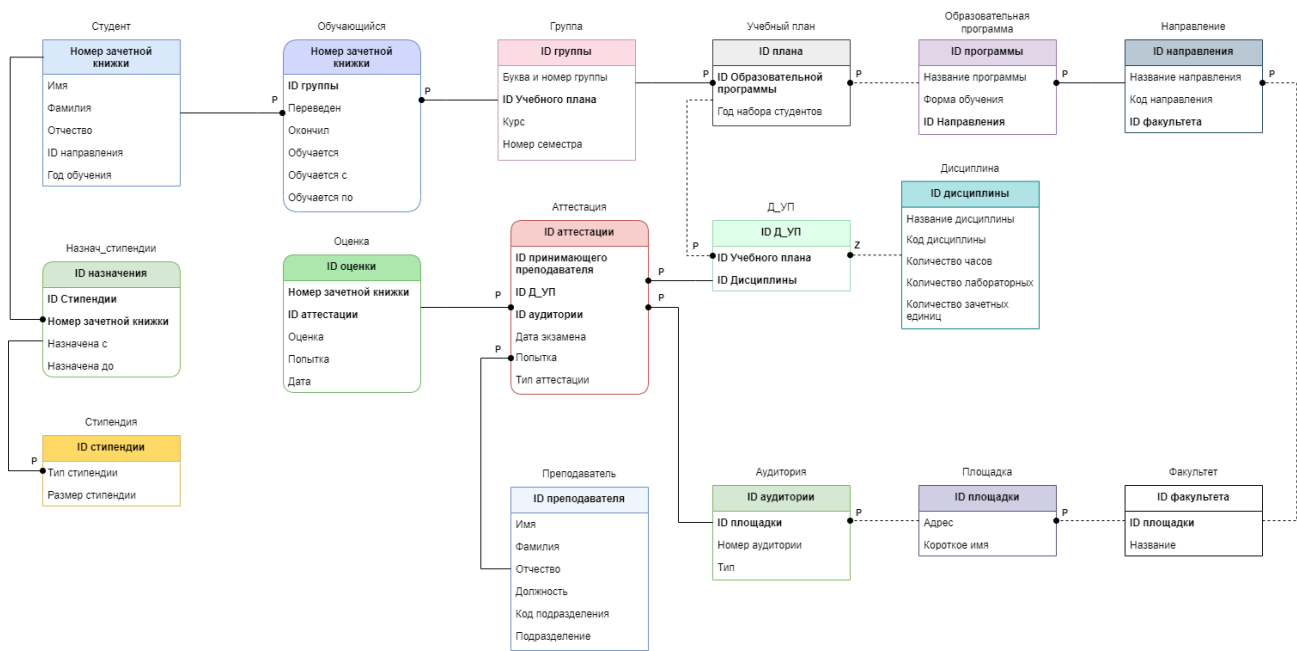 Студент
Номер зачетной
книжки
Имя
Фамилия
Отчество
ID направления
Год обучения
Обучающийся
Номер зачетной
книжки
ID группы
Переведен
Окончил
Обучается
Обучается с
Обучается по
P
Группа
ID группы
Буква и номер группы
ID Учебного плана
Курс
Номер семестра
P
Учебный план
ID плана
ID Образовательной
программы
Год набора студентов
P
Образовательная
программа
ID программы
Название программы
Форма обучения
ID Направления
P
Направление
ID направления
Название направления
Код направления
ID факультета
P
P
Назнач_стипендии
ID назначения
ID Стипендии
Номер зачетной книжки
Назначена с
Назначена до
Оценка
ID оценки
Номер зачетной книжки
ID аттестации
Оценка
Попытка
Дата
Аттестация
ID аттестации
ID принимающего
преподавателя
ID Д_УП
ID аудитории
Дата экзамена
Попытка
Тип аттестации
P
P
P
P
Д_УП
ID Д_УП
ID Учебного плана
ID Дисциплины
P
Z
Дисциплина
ID дисциплины
Название дисциплины
Код дисциплины
Количество часов
Количество лабораторных
Количество зачетных
единиц
Стипендия
ID стипендии
Тип стипендии
Размер стипендии
P
Преподаватель
ID преподавателя
Имя
Фамилия
Отчество
Должность
Код подразделения
Подразделение
Аудитория
ID аудитории
ID площадки
Номер аудитории
Тип
P
Площадка
ID площадки
Адрес
Короткое имя
P
Факультет
ID факультета
ID площадки
Название